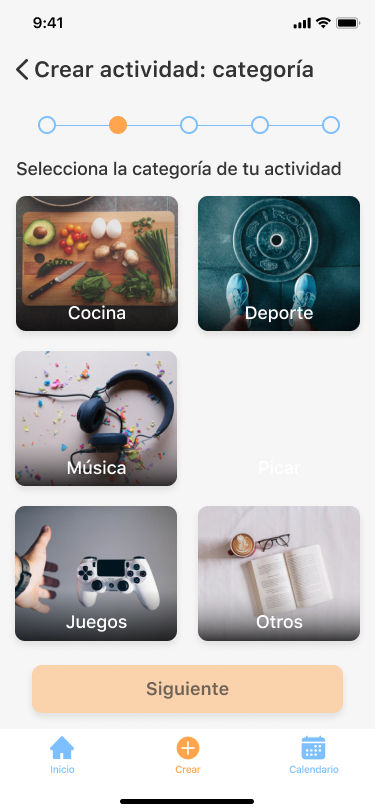 9:41
Crear actividad: categoría
Selecciona la categoría de tu actividad
Cocina
Deporte
Música
Picar
Juegos
Otros
Siguiente
Inicio
Crear
Calendario